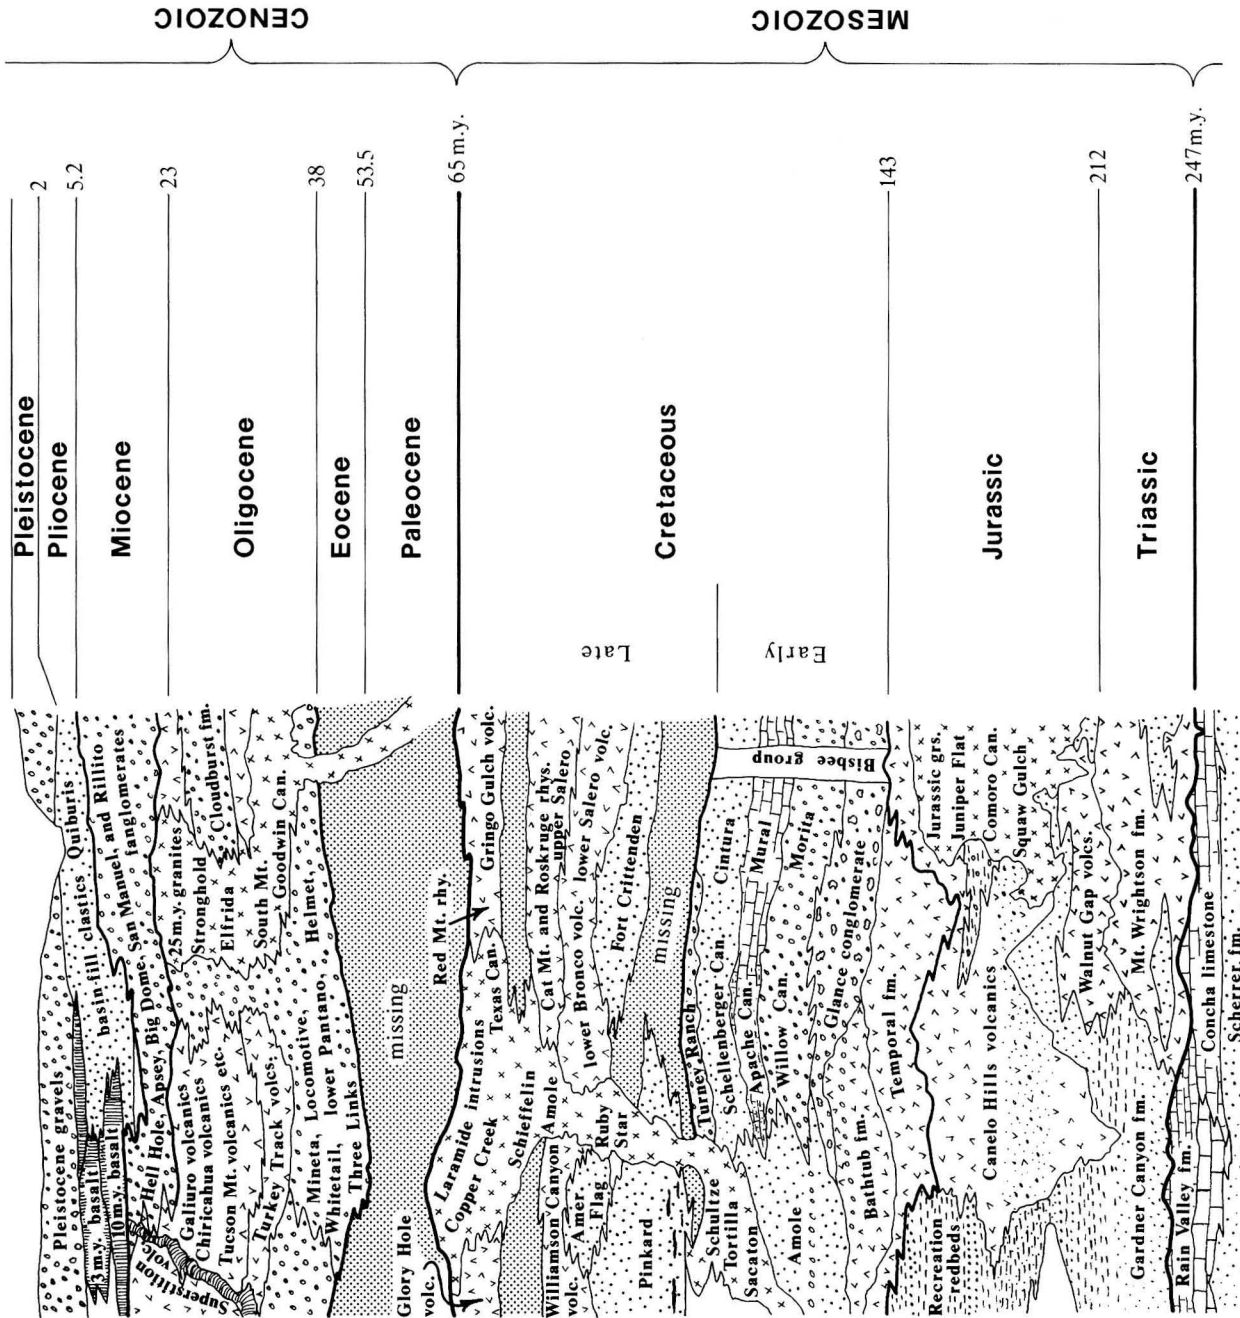 CENOZOIC
MESOZOIC
2
5.2
23
38
53.5
65 m.y.
143
212
247 m.y.
Pleistocene
Pliocene
Miocene
Oligocene
Eocene
Paleocene
Cretaceous
Jurassic
Triassic
Late
Early
Pleistocene gravels
3 m.y. basalt
10 m.y. basalt
basin-fill clastics
Quiburis
San Manuel, and Rillito
fanglomerates
Hell Hole, Apsey, Big Dome,
Superstition
volc.
Galiuro volcanics
Chiricahua volcanics
Tucson Mt. volcanics etc.
Turkey Track volcs.
25 m.y. granites
Stronghold
Elfrida
South Mt.
Goodwin Can.
Cloudburst fm.
Mineta, Locomotive, Helmet,
Whitetail, lower Pantano,
Three Links
missing
Glory Hole
volc.
Red Mt. rhy.
Laramide intrusions
Copper Creek
Texas Can.
Gringo Gulch volc.
Schieffelin
Williamson Canyon
volc.
Amole
Cat Mt. and Roskruge rhys.
upper Salero
lower Bronco volc.
lower Salero volc.
Amer.
Flag
Ruby
Star
Fort Crittenden
Pinkard
missing
Turney Ranch
Schultze
Tortilla
Sacaton
Schellenberger Can.
Cintura
Apache Can.
Mural
Willow Can.
Morita
Amole
Glance conglomerate
Bisbee group
Bathtub fm.
Temporal fm.
Recreation
redbeds
Canelo Hills volcanics
Jurassic grs.
Juniper Flat
Comoro Can.
Squaw Gulch
Walnut Gap volcs.
Mt. Wrightson fm.
Gardner Canyon fm.
Rain Valley fm.
Concha limestone
Scherrer fm.